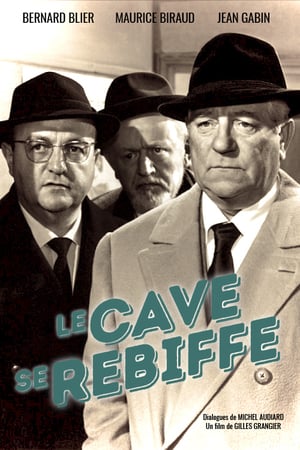 BERNARD BLIER MAURICE BIRAUD JEAN GABIN
LE CAVE
SE REBIFFE
Dialogues de MICHEL AUDIARD
Un film de GILLES GRANGIER